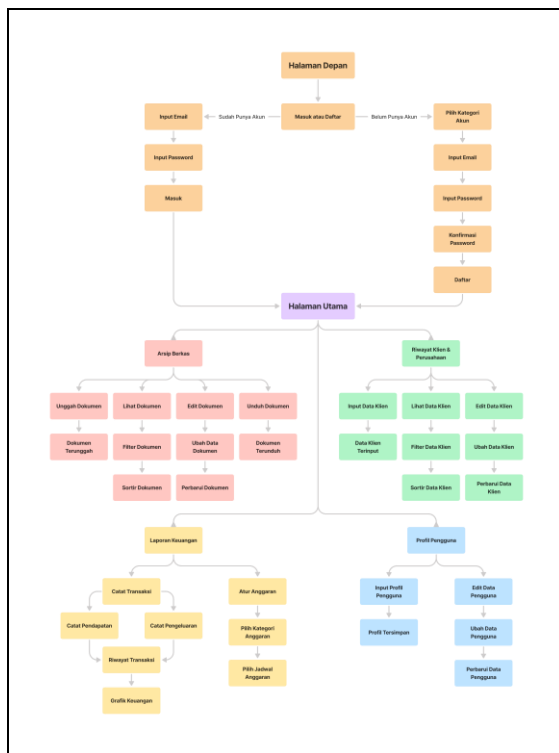 Halaman Depan
Input Email
Sudah Punya Akun
Masuk atau Daftar
Belum Punya Akun
Pilih Kategori
Akun
Input Password
Input Email
Masuk
Input Password
Konfirmasi
Password
Daftar
Halaman Utama
Arsip Berkas
Riwayat Klien &
Perusahaan
Unggah Dokumen
Lihat Dokumen
Edit Dokumen
Unduh Dokumen
Input Data Klien
Lihat Data Klien
Edit Data Klien
Dokumen
Terunggah
Filter Dokumen
Ubah Data
Dokumen
Dokumen
Terunduh
Data Klien
Terinput
Filter Data Klien
Ubah Data Klien
Sortir Dokumen
Perbarui Dokumen
Sortir Data Klien
Perbarui Data
Klien
Laporan Keuangan
Profil Pengguna
Catat Transaksi
Atur Anggaran
Input Profil
Pengguna
Edit Data
Pengguna
Catat Pendapatan
Catat Pengeluaran
Pilih Kategori
Anggaran
Profil Tersimpan
Ubah Data
Pengguna
Riwayat Transaksi
Pilih Jadwal
Anggaran
Perbarui Data
Pengguna
Grafik Keuangan